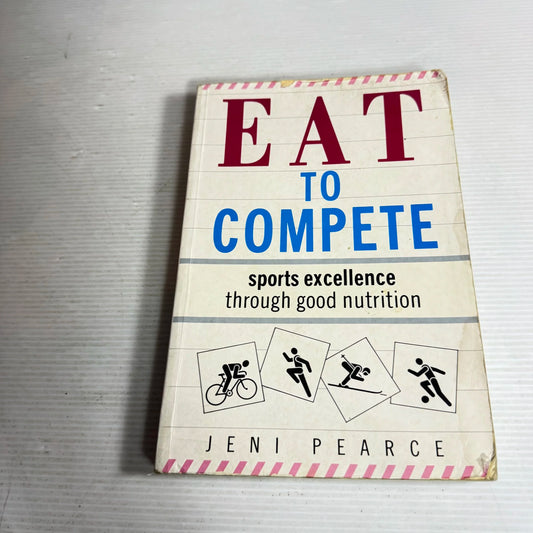 EAT
TO
COMPETE
sports excellence
through good nutrition
JENI PEARCE